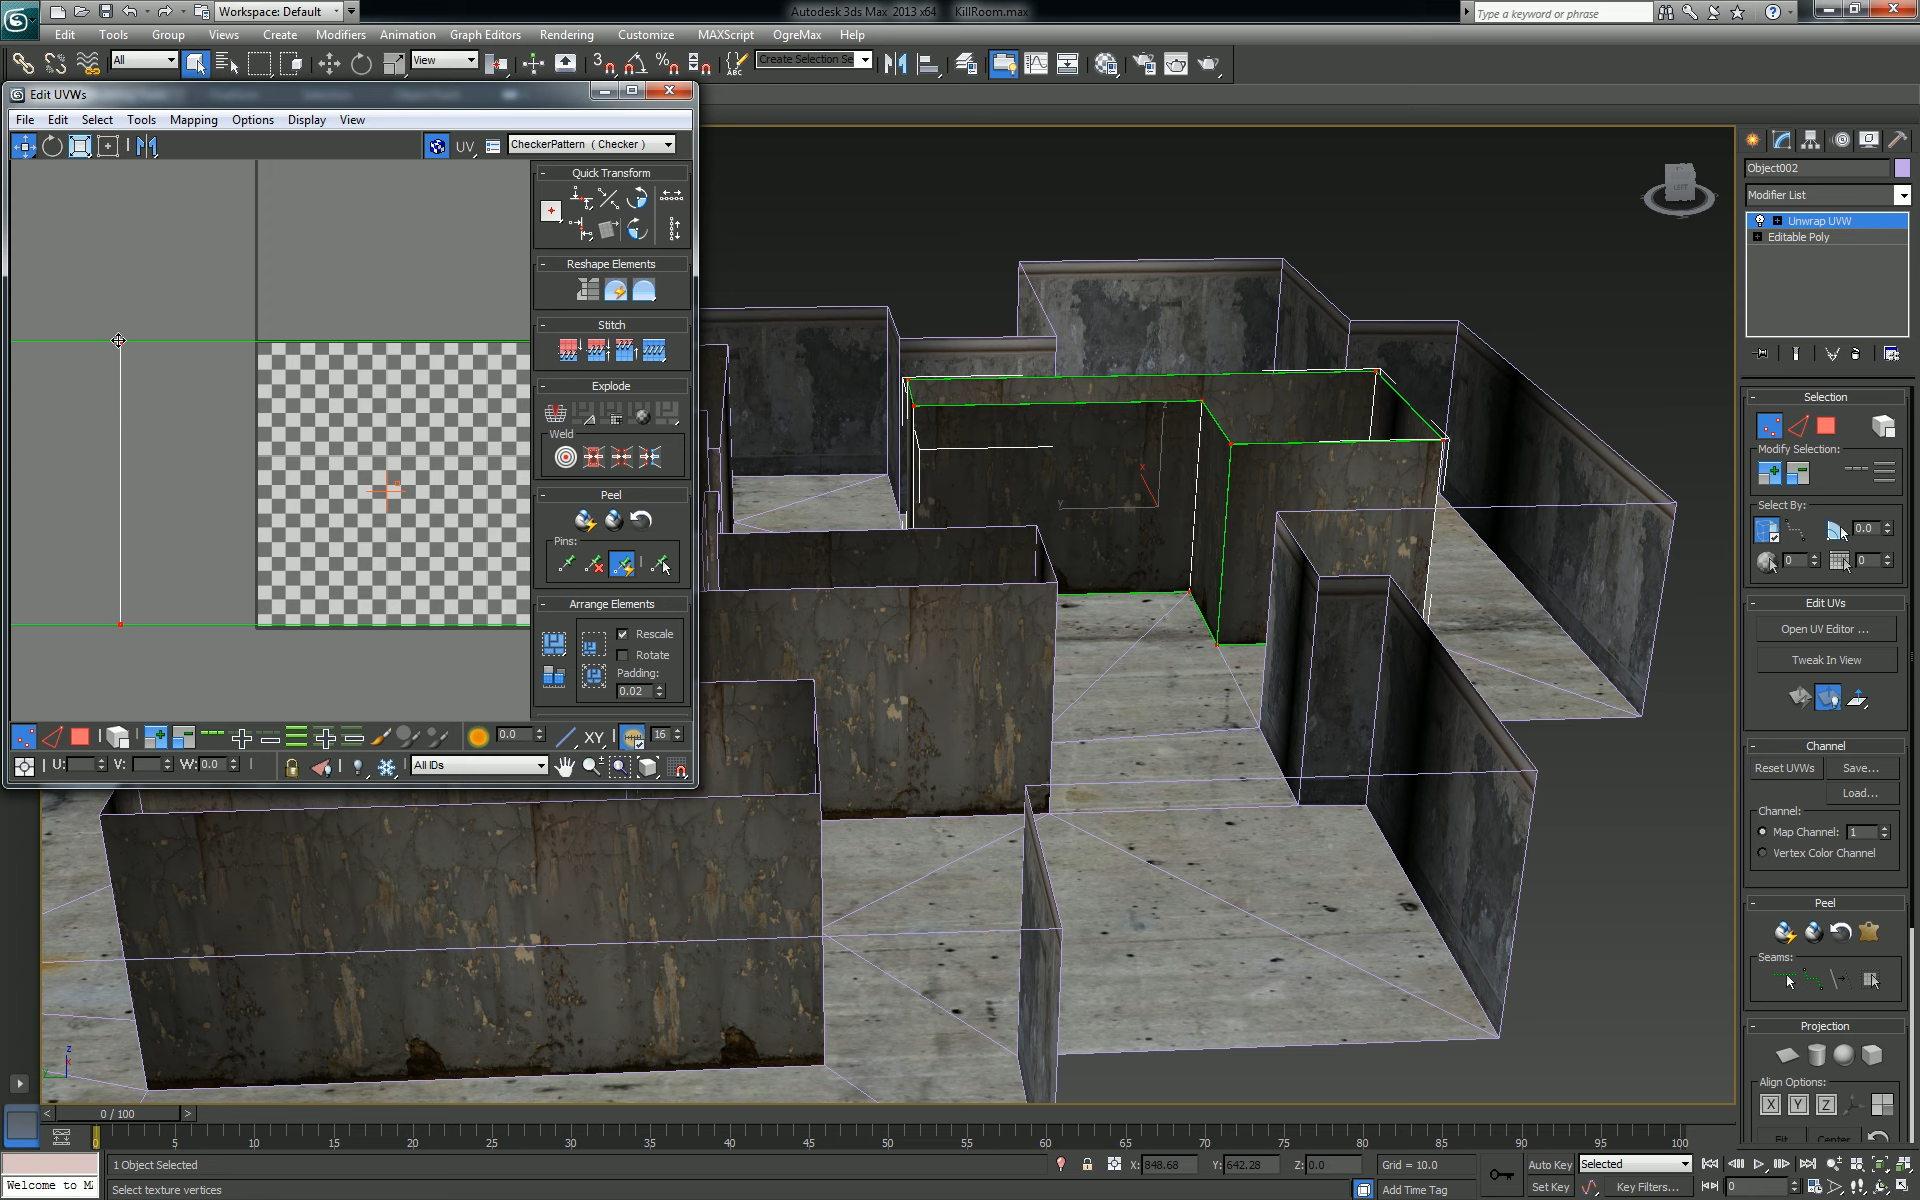 Workspace: Default
Autodesk 3ds Max 2013 x64    KillRoom.max
Type a keyword or phrase
Edit Tools Group Views Create Modifiers Animation Graph Editors Rendering Customize MAXScript OgreMax Help
All
View
Create Selection Se
Edit UVWs
File Edit Select Tools Mapping Options Display View
UV
CheckerPattern ( Checker )
Quick Transform
Reshape Elements
Stitch
Explode
Weld
Peel
Pins:
Arrange Elements
Rescale
Rotate
Padding:
0.02
0.0
XY
16
U: V: W: 0.0
All IDs
LEFT
z
x
y
Object002
Modifier List
Unwrap UVW
Editable Poly
Selection
Modify Selection:
Select By:
0.0
0
0
Edit UVs
Open UV Editor ...
Tweak In View
Channel
Reset UVWs Save...
Load...
Channel:
Map Channel: 1
Vertex Color Channel
Peel
Seams:
Projection
Align Options:
X Y Z
Fit Center
z
x
y
0 / 100
0 5 10 15 20 25 30 35 40 45 50 55 60 65 70 75 80 85 90 95 100
1 Object Selected
X: 848.68 Y: 642.28 Z: 0.0 Grid = 10.0
Auto Key Selected
Welcome to M
Select texture vertices
Add Time Tag
Set Key Key Filters... 0